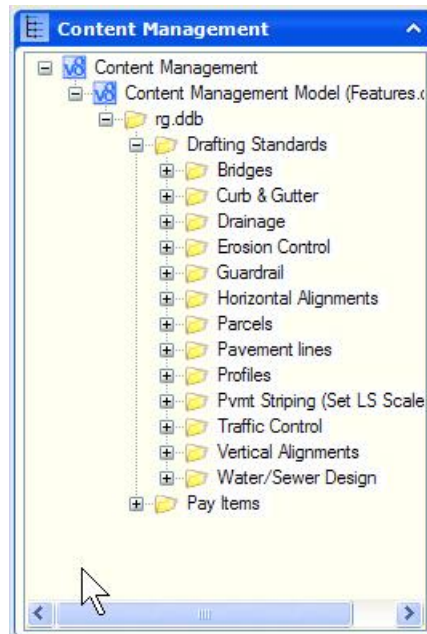 Content Management
v8 Content Management
v8 Content Management Model (Features.
rg.ddb
Drafting Standards
Bridges
Curb & Gutter
Drainage
Erosion Control
Guardrail
Horizontal Alignments
Parcels
Pavement lines
Profiles
Pvmt Striping (Set LS Scale
Traffic Control
Vertical Alignments
Water/Sewer Design
Pay Items